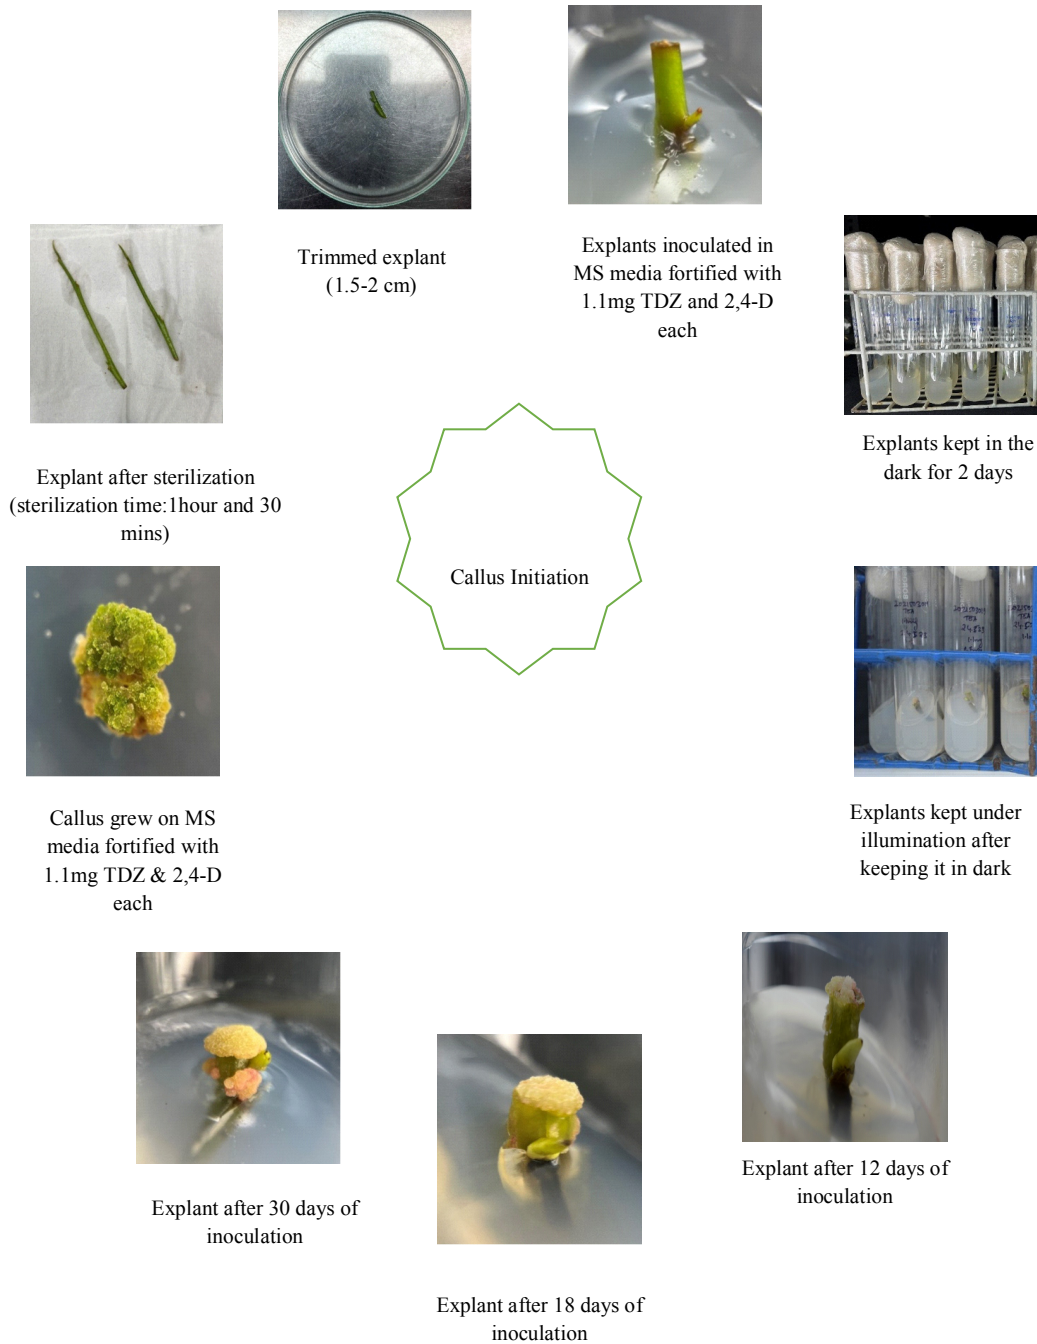 Trimmed explant
(1.5-2 cm)
Explants inoculated in
MS media fortified with
1.1mg TDZ and 2,4-D
each
Explants kept in the
dark for 2 days
Explant after sterilization
(sterilization time:1hour and 30
mins)
Callus Initiation
Callus grew on MS
media fortified with
1.1mg TDZ & 2,4-D
each
Explants kept under
illumination after
keeping it in dark
Explant after 12 days of
inoculation
Explant after 30 days of
inoculation
Explant after 18 days of
inoculation